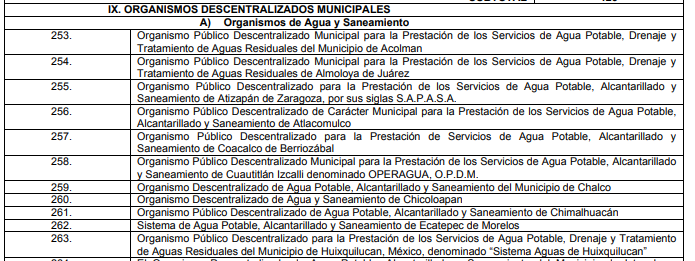 SUBTOTAL
IX. ORGANISMOS DESCENTRALIZADOS MUNICIPALES
A) Organismos de Agua y Saneamiento
253. Organismo Público Descentralizado Municipal para la Prestación de los Servicios de Agua Potable, Drenaje y
Tratamiento de Aguas Residuales del Municipio de Acolman
254. Organismo Público Descentralizado Municipal para la Prestación de los Servicios de Agua Potable, Drenaje y
Tratamiento de Aguas Residuales de Almoloya de Juárez
255. Organismo Público Descentralizado para la Prestación de los Servicios de Agua Potable, Alcantarillado y
Saneamiento de Atizapán de Zaragoza, por sus siglas S.A.P.A.S.A.
256. Organismo Público Descentralizado de Carácter Municipal para la Prestación de los Servicios de Agua Potable,
Alcantarillado y Saneamiento de Atlacomulco
257. Organismo Público Descentralizado para la Prestación de Servicios de Agua Potable, Alcantarillado y
Saneamiento de Coacalco de Berriozábal
258. Organismo Público Descentralizado Municipal para la Prestación de los Servicios de Agua Potable, Alcantarillado
y Saneamiento de Cuautitlán Izcalli denominado OPERAGUA, O.P.D.M.
259. Organismo Descentralizado de Agua Potable, Alcantarillado y Saneamiento del Municipio de Chalco
260. Organismo Descentralizado de Agua y Saneamiento de Chicoloapan
261. Organismo Público Descentralizado de Agua Potable, Alcantarillado y Saneamiento de Chimalhuacán
262. Sistema de Agua Potable, Alcantarillado y Saneamiento de Ecatepec de Morelos
263. Organismo Público Descentralizado para la Prestación de los Servicios de Agua Potable, Drenaje y Tratamiento
de Aguas Residuales del Municipio de Huixquilucan, México, denominado “Sistema Aguas de Huixquilucan”